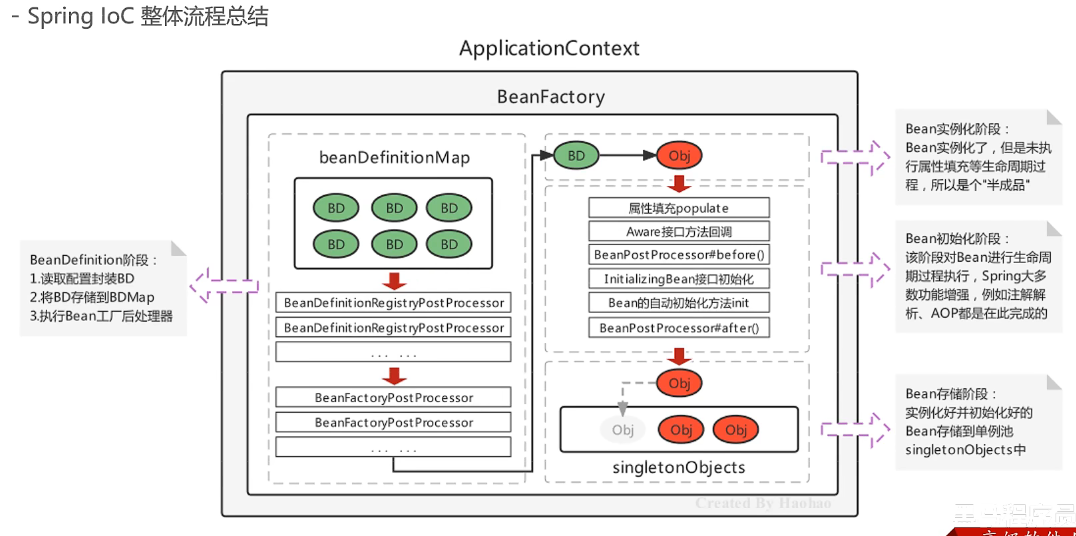 - Spring IoC 整体流程总结
ApplicationContext
BeanFactory
beanDefinitionMap
BD BD BD
BD BD BD
BeanDefinitionRegistryPostProcessor
BeanDefinitionRegistryPostProcessor
... ...
BeanFactoryPostProcessor
BeanFactoryPostProcessor
... ...
BeanDefinition阶段：
1.读取配置封装BD
2.将BD存储到BDMap
3.执行Bean工厂后处理器
BD Obj
属性填充populate
Aware接口方法回调
BeanPostProcessor#before()
InitializingBean接口初始化
Bean的自动初始化方法init
BeanPostProcessor#after()
Obj
Obj Obj Obj
singletonObjects
Bean实例化阶段：
Bean实例化了，但是未执
行属性填充等生命周期过
程，所以是个"半成品"
Bean初始化阶段：
该阶段对Bean进行生命周
期过程执行，Spring大多
数功能增强，例如注解解
析、AOP都是在此完成的
Bean存储阶段：
实例化好并初始化好的
Bean存储到单例池
singletonObjects中
Created By Haohao